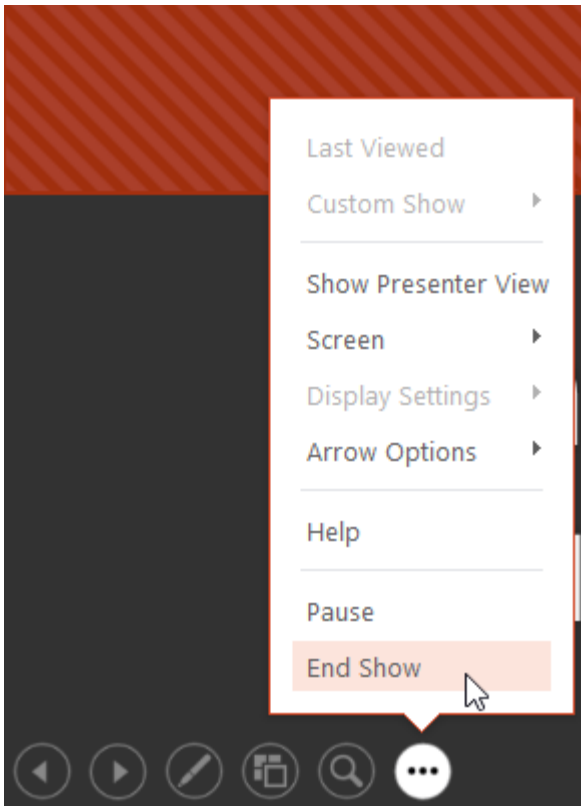 Last Viewed
Custom Show
Show Presenter View
Screen
Display Settings
Arrow Options
Help
Pause
End Show